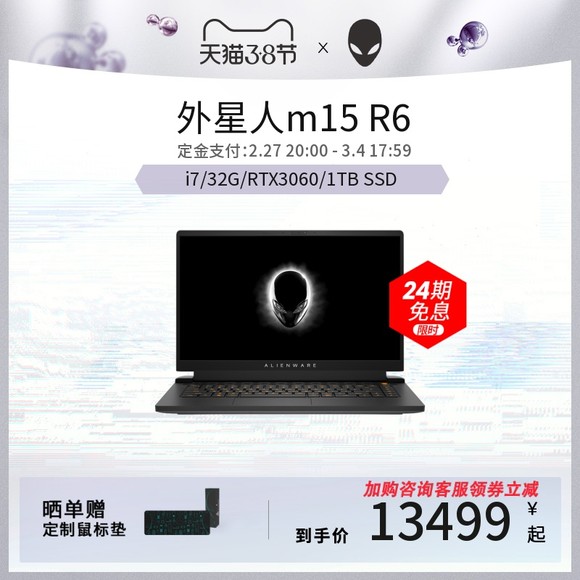 天猫3.8节 x
外星人m15 R6
定金支付:2.27 20:00 - 3.4 17:59
i7/32G/RTX3060/1TB SSD
24期
免息
限时
ALIENWARE
加购咨询客服领券立减
晒单赠
定制鼠标垫
到手价 13499 ¥起